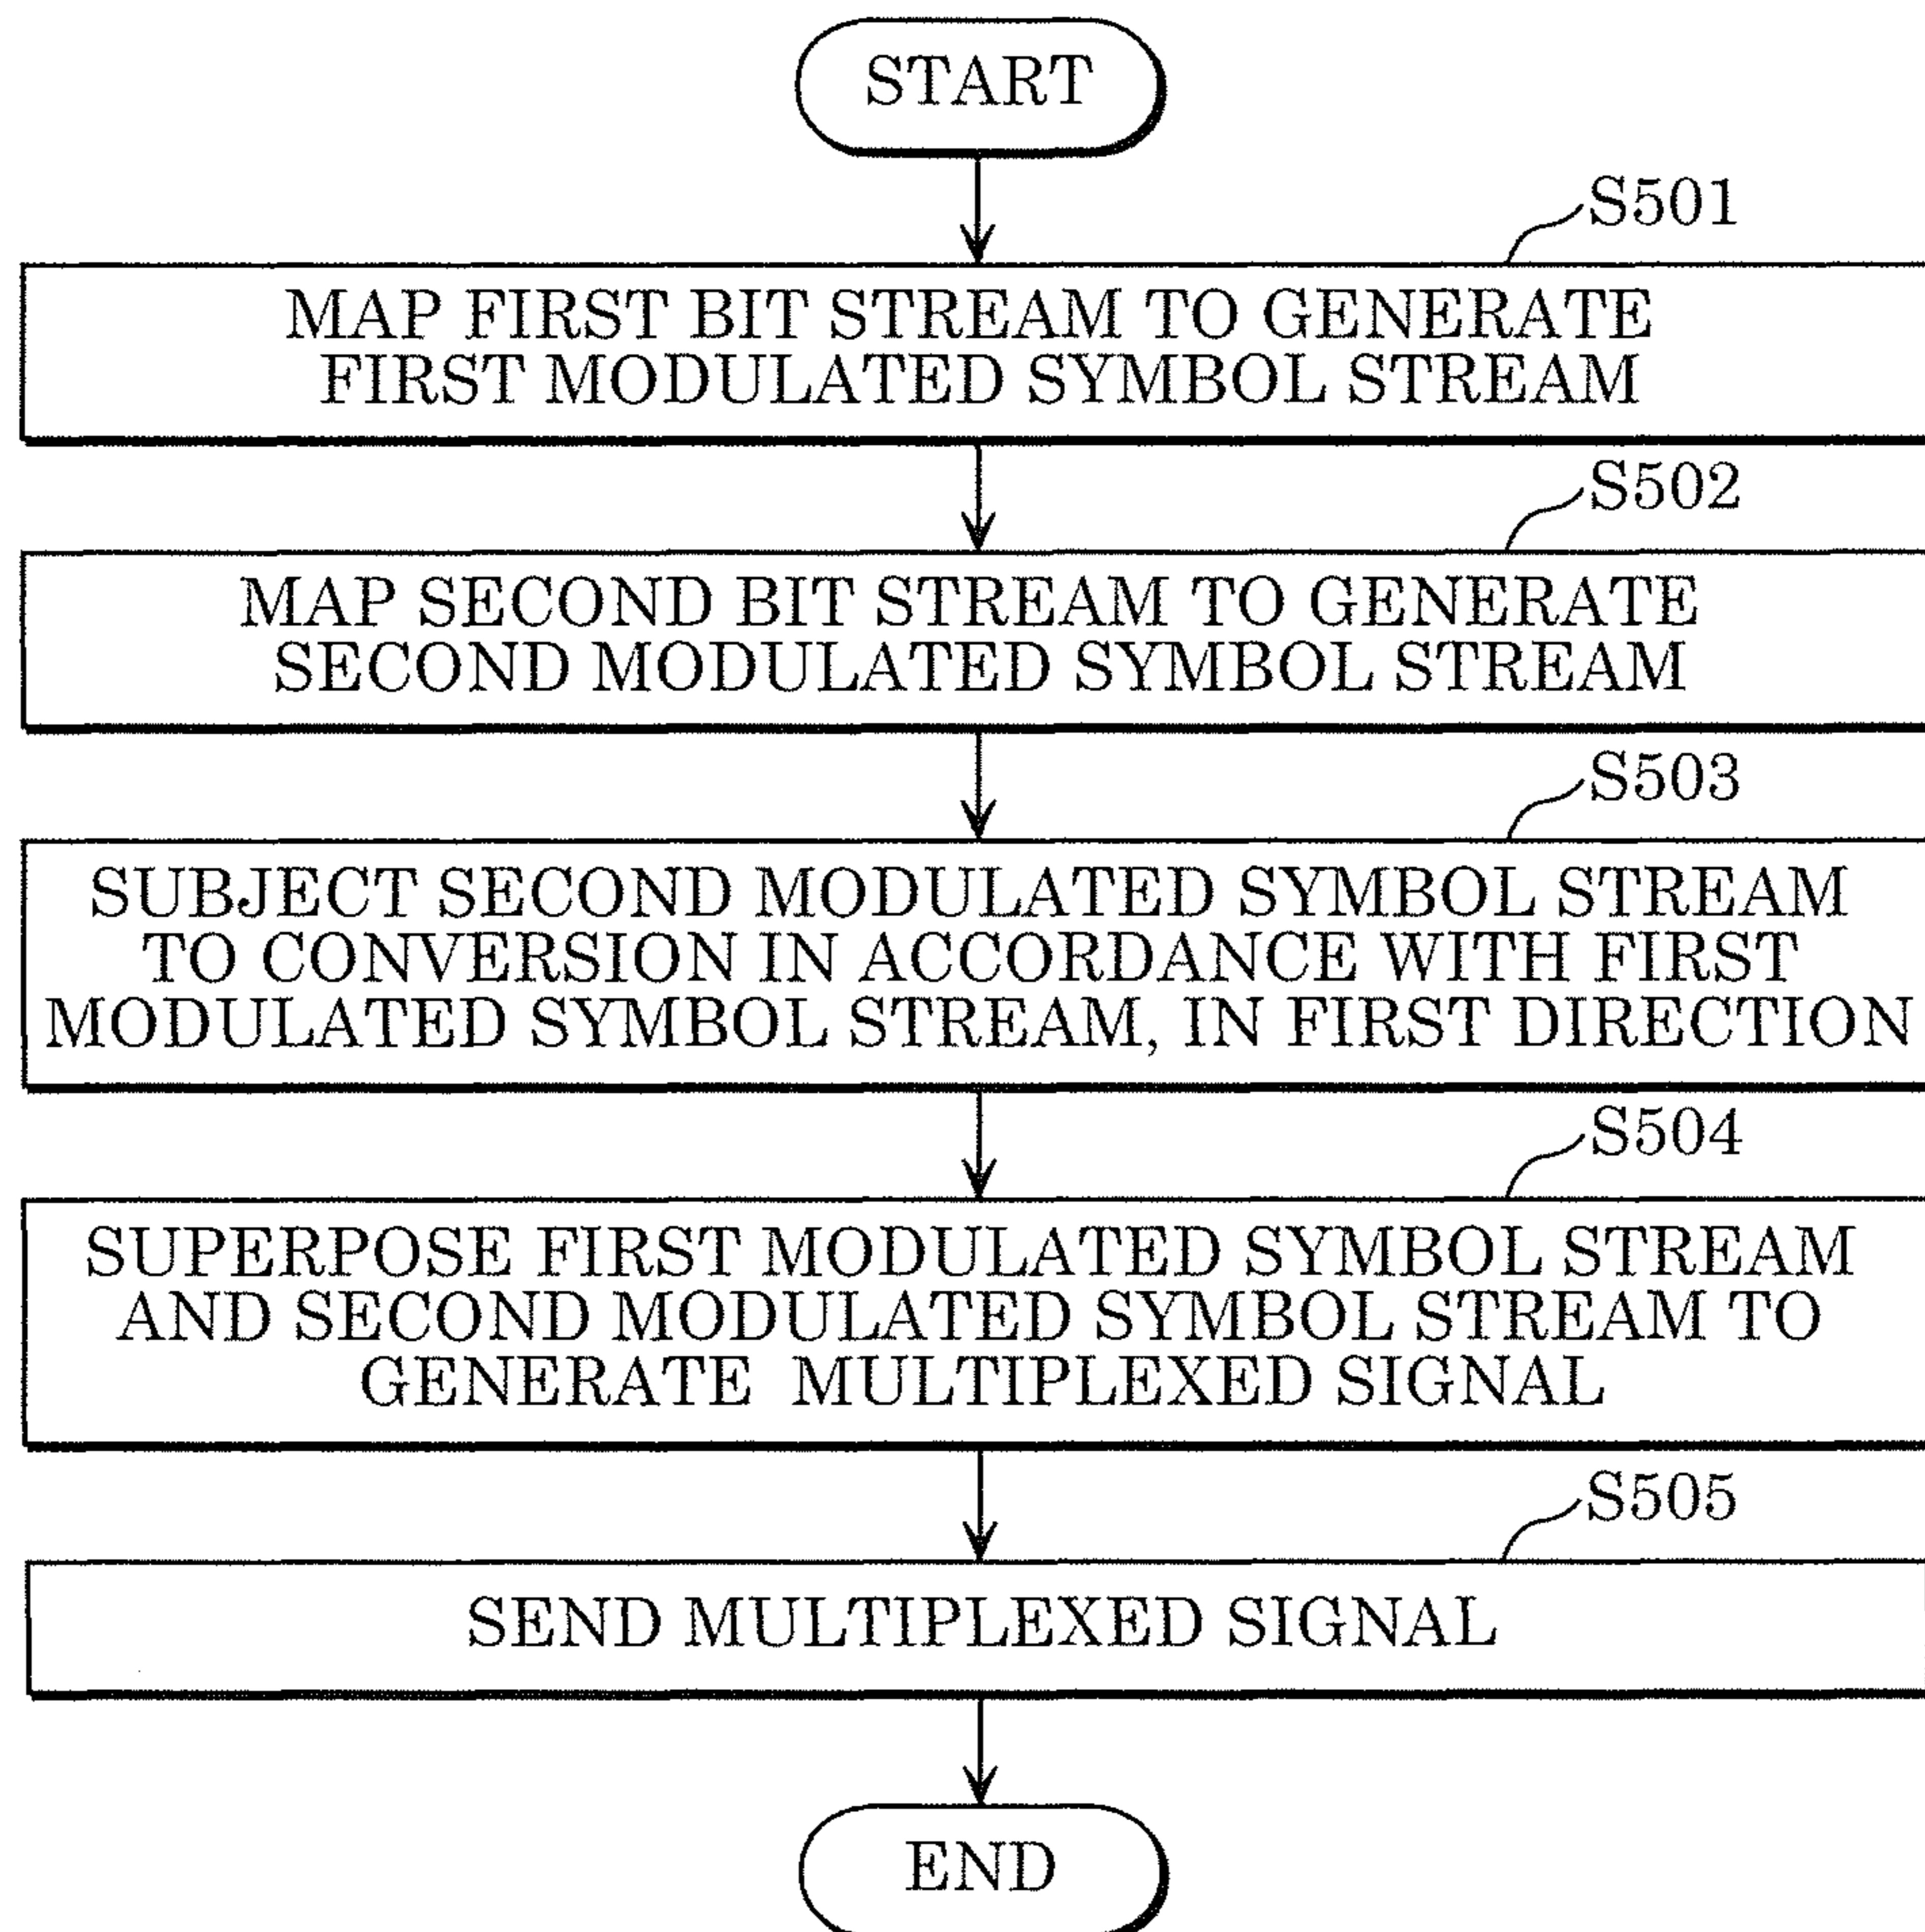 START
S501
MAP FIRST BIT STREAM TO GENERATE
FIRST MODULATED SYMBOL STREAM
S502
MAP SECOND BIT STREAM TO GENERATE
SECOND MODULATED SYMBOL STREAM
S503
SUBJECT SECOND MODULATED SYMBOL STREAM
TO CONVERSION IN ACCORDANCE WITH FIRST
MODULATED SYMBOL STREAM, IN FIRST DIRECTION
S504
SUPERPOSE FIRST MODULATED SYMBOL STREAM
AND SECOND MODULATED SYMBOL STREAM TO
GENERATE MULTIPLEXED SIGNAL
S505
SEND MULTIPLEXED SIGNAL
END